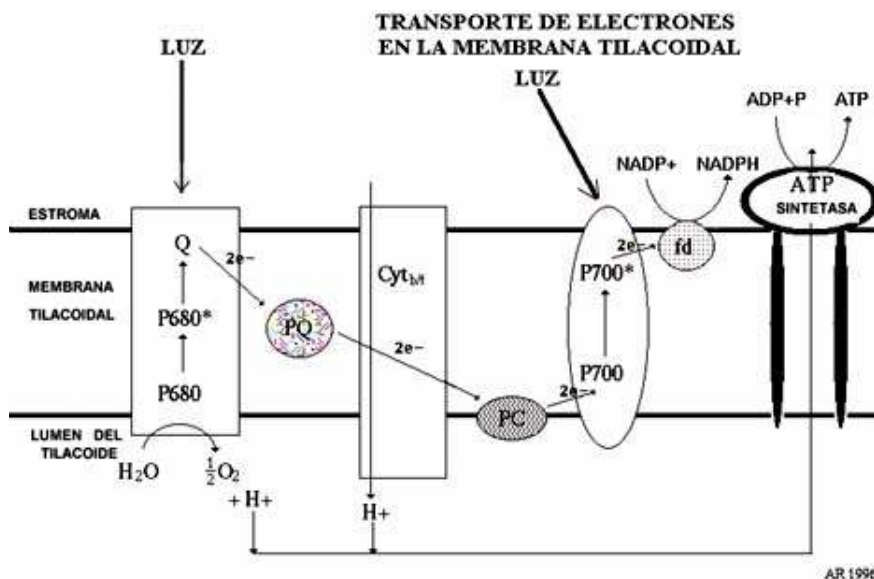 TRANSPORTE DE ELECTRONES
EN LA MEMBRANA TILACOIDAL
LUZ
LUZ
ADP+P
ATP
NADP+
NADPH
ATP
SINTETASA
ESTROMA
Q
2e-
fd
2e-
P700*
Cyt b/f
MEMBRANA
TILACOIDAL
P680*
PQ
2e-
P680
P700
2e-
PC
LUMEN DEL
TILACOIDE
H2O
1/2O2
+ H+
H+
AR 1996